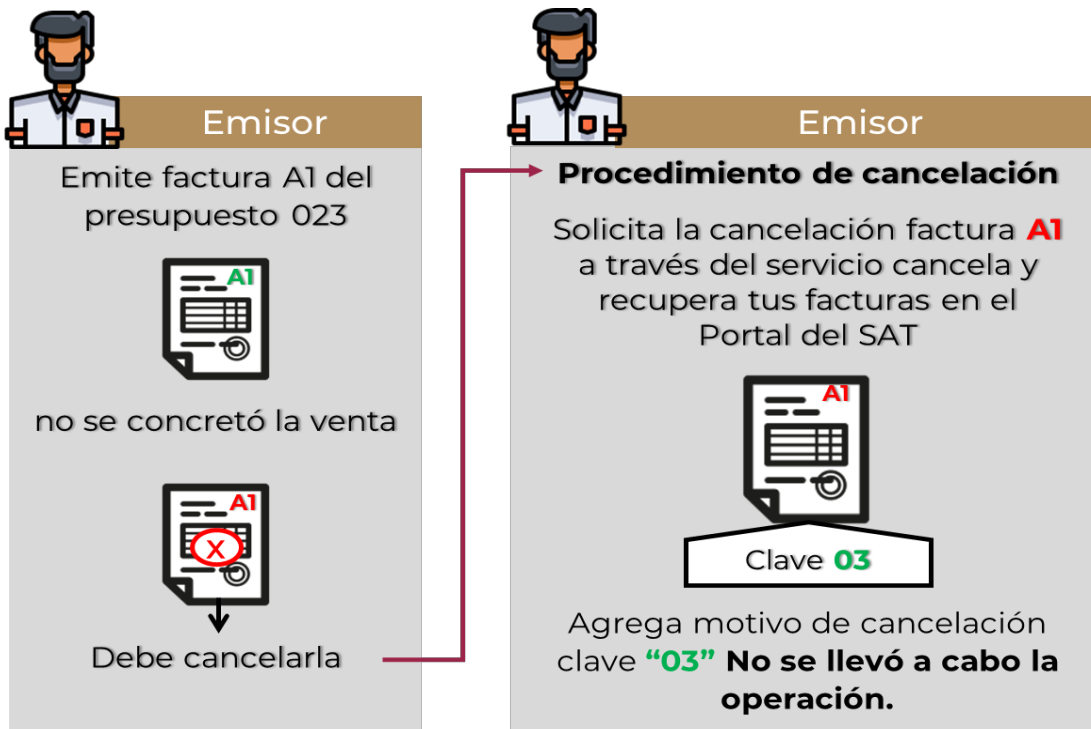 Emisor
Emite factura A1 del
presupuesto 023
A1
no se concretó la venta
A1
X
Debe cancelarla
Emisor
Procedimiento de cancelación
Solicita la cancelación factura A1
a través del servicio cancela y
recupera tus facturas en el
Portal del SAT
A1
Clave 03
Agrega motivo de cancelación
clave “03” No se llevó a cabo la
operación.